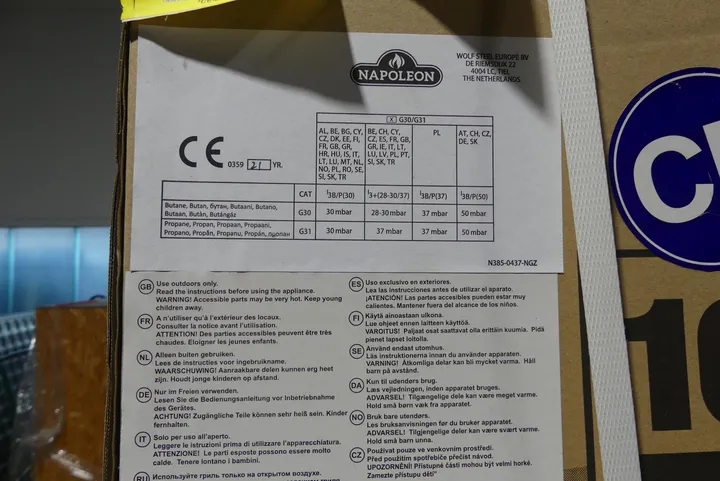 NAPOLEON
WOLF STEEL EUROPE BV
DE RIEMSDIJK 22
4004 LC, TIEL
THE NETHERLANDS
CE 0359 21 YR.
X G30/G31
AL, BE, BG, CY,
CZ, DK, EE, FI,
FR, GB, GR,
HR, HU, IS, IT,
LT, LU, MT, NL,
NO, PL, RO, SE,
SI, SK, TR
BE, CH, CY,
CZ, ES, FR, GB,
GR, IE, IT, LT,
LU, LV, PL, PT,
SI, SK, TR
PL
AT, CH, CZ,
DE, SK
CAT I3B/P(30) I3+(28-30/37) I3B/P(37) I3B/P(50)
Butane, Butan, бутан, Butaani, Butano,
Butaan, Bután, Butángáz
G30 30 mbar 28-30 mbar 37 mbar 50 mbar
Propane, Propan, Propaan, Propaani,
Propano, Propán, Propanu, Propán, пропан
G31 30 mbar 37 mbar 37 mbar 50 mbar
N385-0437-NGZ
GB Use outdoors only.
Read the instructions before using the appliance.
WARNING! Accessible parts may be very hot. Keep young
children away.
FR A n'utiliser qu'à l'extérieur des locaux.
Consulter la notice avant l'utilisation.
ATTENTION! Des parties accessibles peuvent être très
chaudes. Eloigner les jeunes enfants.
NL Alleen buiten gebruiken.
Lees de instructies voor ingebruikname.
WAARSCHUWING! Aanraakbare delen kunnen erg heet
zijn. Houdt jonge kinderen op afstand.
DE Nur im Freien verwenden.
Lesen Sie die Bedienungsanleitung vor Inbetriebnahme
des Gerätes.
ACHTUNG! Zugängliche Teile können sehr heiß sein. Kinder
fernhalten.
IT Solo per uso all'aperto.
Leggere le istruzioni prima di utilizzare l'apparecchiatura.
ATTENZIONE! Le parti esposte possono essere molto
calde. Tenere lontano i bambini.
RU Используйте гриль только на открытом воздухе.
ES Uso exclusivo en exteriores.
Lea las instrucciones antes de utilizar el aparato.
¡ATENCIÓN! Las partes accesibles pueden estar muy
calientes. Mantener fuera del alcance de los niños.
FI Käytä ainoastaan ulkona.
Lue ohjeet ennen laitteen käyttöä.
VAROITUS! Paljaat osat saattavat olla erittäin kuumia. Pidä
pienet lapset loitolla.
SE Använd endast utomhus.
Läs instruktionerna innan du använder apparaten.
VARNING! Åtkomliga delar kan bli mycket varma. Håll
barn på avstånd.
DA Kun til udendørs brug.
Læs vejledningen, inden apparatet bruges.
ADVARSEL! Tilgængelige dele kan være meget varme.
Hold små børn væk fra apparatet.
NO Bruk bare utendørs.
Les bruksanvisningen før du bruker apparatet.
ADVARSEL! Tilgjengelige deler kan være svært varme.
Hold små barn unna.
CZ Používat pouze ve venkovním prostředí.
Před použitím spotřebiče přečíst návod.
UPOZORNĚNÍ! Přístupné části mohou být velmi horké.
Zamezte přístupu dětí